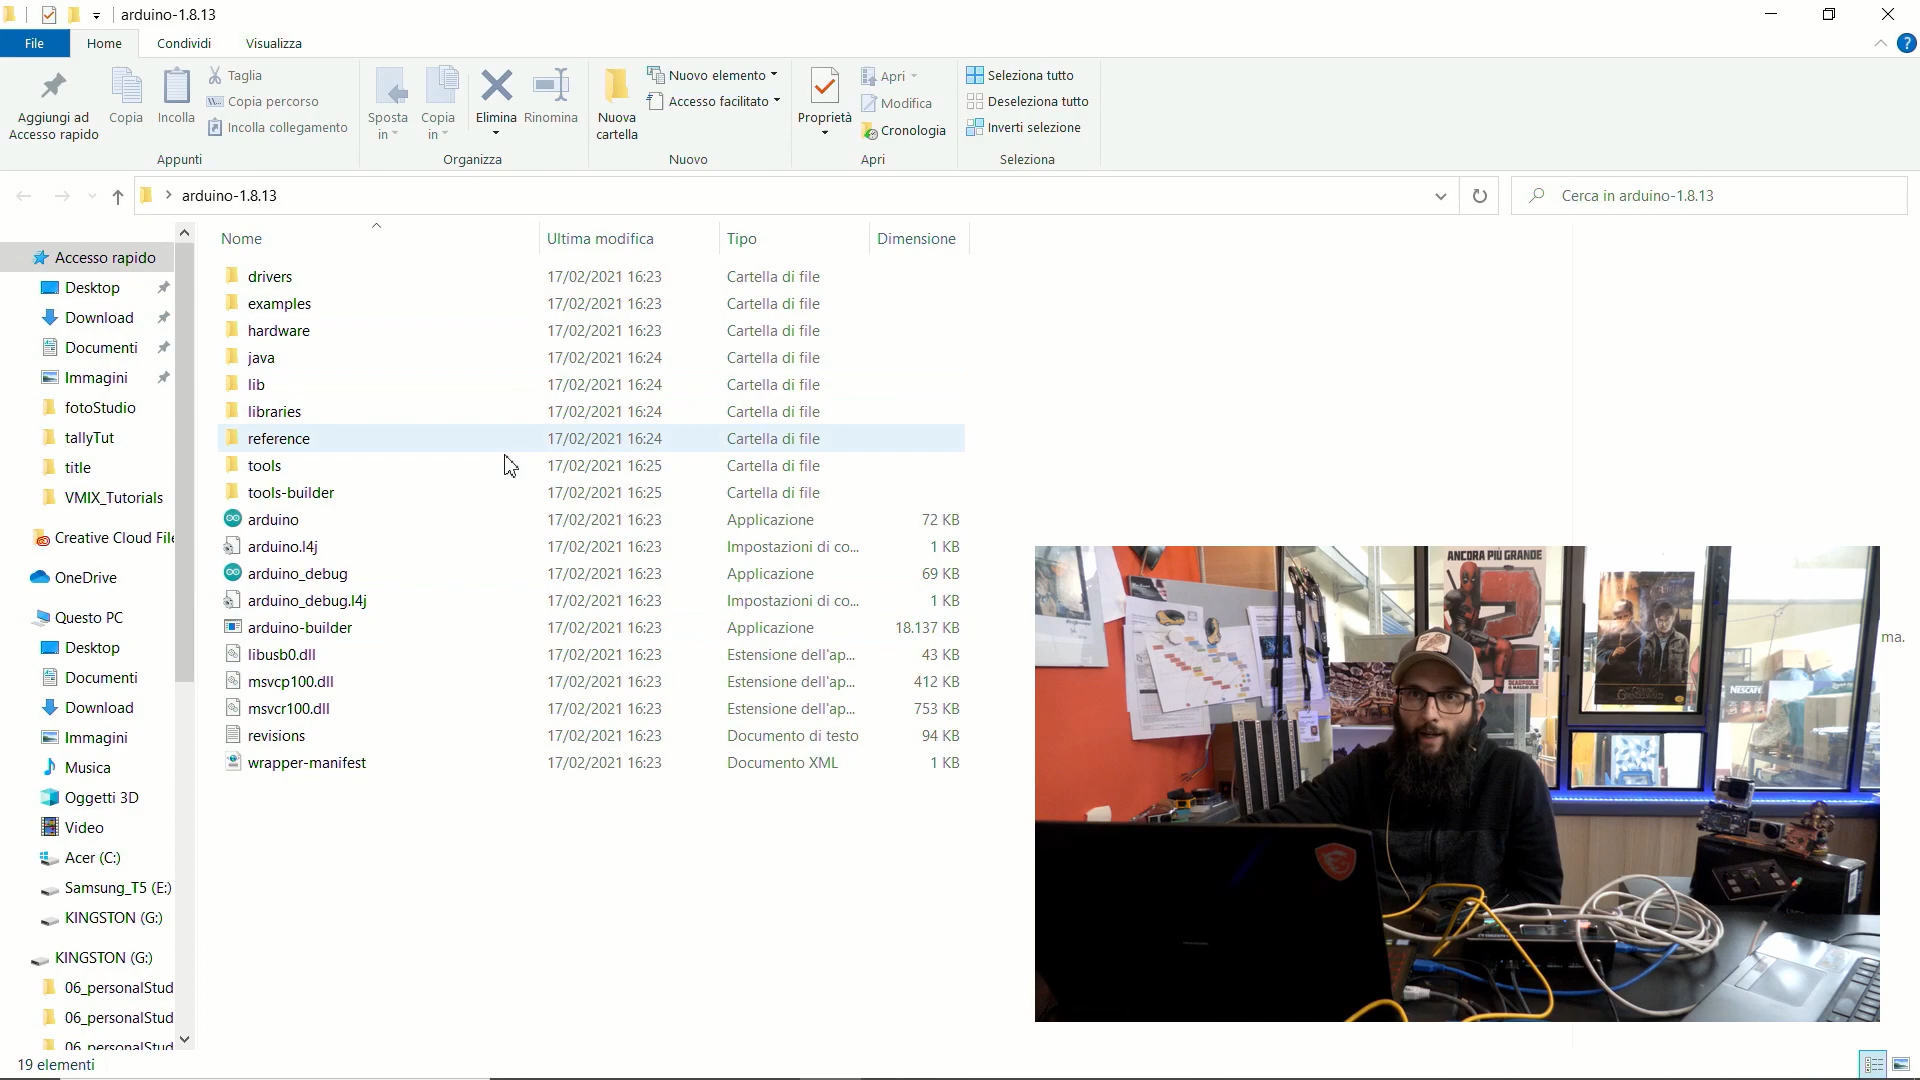 arduino-1.8.13
File
Home
Condividi
Visualizza
Aggiungi ad
Accesso rapido
Copia
Incolla
Taglia
Copia percorso
Incolla collegamento
Appunti
Sposta
in
Copia
in
Elimina
Rinomina
Organizza
Nuova
cartella
Nuovo elemento
Accesso facilitato
Nuovo
Proprietà
Apri
Modifica
Cronologia
Apri
Seleziona tutto
Deseleziona tutto
Inverti selezione
Seleziona
arduino-1.8.13
Cerca in arduino-1.8.13
Accesso rapido
Desktop
Download
Documenti
Immagini
fotoStudio
tallyTut
title
VMIX_Tutorials
Creative Cloud File
OneDrive
Questo PC
Desktop
Documenti
Download
Immagini
Musica
Oggetti 3D
Video
Acer (C:)
Samsung_T5 (E:)
KINGSTON (G:)
KINGSTON (G:)
06_personalStud
06_personalStud
06_personalStud
Nome Ultima modifica Tipo Dimensione
drivers 17/02/2021 16:23 Cartella di file
examples 17/02/2021 16:23 Cartella di file
hardware 17/02/2021 16:23 Cartella di file
java 17/02/2021 16:24 Cartella di file
lib 17/02/2021 16:24 Cartella di file
libraries 17/02/2021 16:24 Cartella di file
reference 17/02/2021 16:24 Cartella di file
tools 17/02/2021 16:25 Cartella di file
tools-builder 17/02/2021 16:25 Cartella di file
arduino 17/02/2021 16:23 Applicazione 72 KB
arduino.l4j 17/02/2021 16:23 Impostazioni di co... 1 KB
arduino_debug 17/02/2021 16:23 Applicazione 69 KB
arduino_debug.l4j 17/02/2021 16:23 Impostazioni di co... 1 KB
arduino-builder 17/02/2021 16:23 Applicazione 18.137 KB
libusb0.dll 17/02/2021 16:23 Estensione dell'ap... 43 KB
msvcp100.dll 17/02/2021 16:23 Estensione dell'ap... 412 KB
msvcr100.dll 17/02/2021 16:23 Estensione dell'ap... 753 KB
revisions 17/02/2021 16:23 Documento di testo 94 KB
wrapper-manifest 17/02/2021 16:23 Documento XML 1 KB
ma.
ANCORA PIÙ GRANDE
DEADPOOL 2
NESCAFÉ
19 elementi